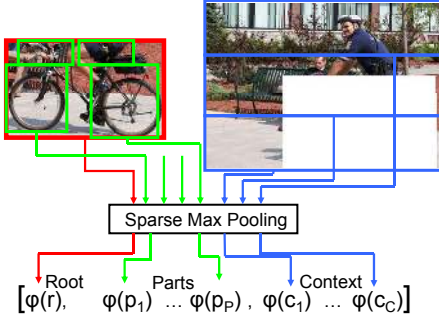 Sparse Max Pooling
Root Parts Context
[φ(r), φ(p₁) ... φ(p_P) , φ(c₁) ... φ(c_C)]